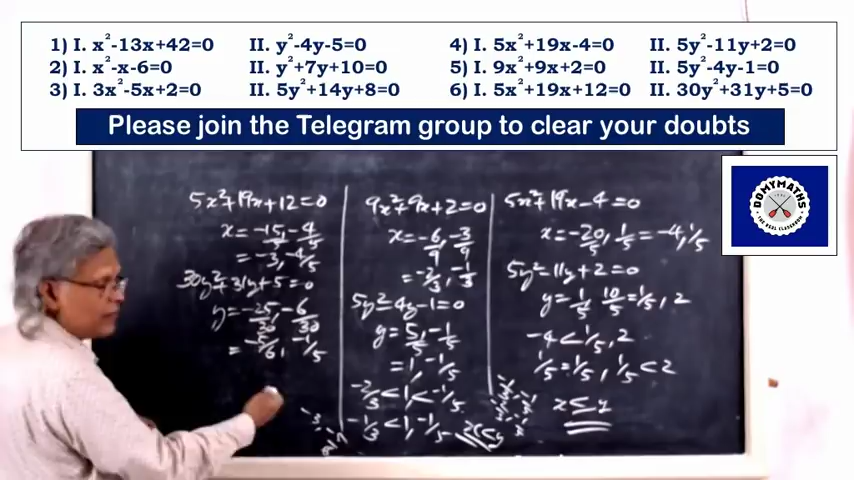 1) I. x²-13x+42=0 II. y²-4y-5=0 4) I. 5x²+19x-4=0 II. 5y²-11y+2=0
2) I. x²-x-6=0 II. y²+7y+10=0 5) I. 9x²+9x+2=0 II. 5y²-4y-1=0
3) I. 3x²-5x+2=0 II. 5y²+14y+8=0 6) I. 5x²+19x+12=0 II. 30y²+31y+5=0
Please join the Telegram group to clear your doubts
DOMYMATHS
THE REAL CLASSROOM
5x²+19x+12=0
x=-15/5, -4/5
=-3, -4/5
30y²+31y+5=0
y=-25/30, -6/30
=-5/6, -1/5
9x²+9x+2=0
x=-6/9, -3/9
=-2/3, -1/3
5y²-4y-1=0
y=5/5, -1/5
=1, -1/5
-2/3<1, <-1/5
-1/3<1, -1/5
x<y
5x²+19x-4=0
x=-20/5, 1/5=-4, 1/5
5y²-11y+2=0
y=1/5, 10/5=1/5, 2
-4<1/5, 2
1/5=1/5, 1/5<2
x≤y